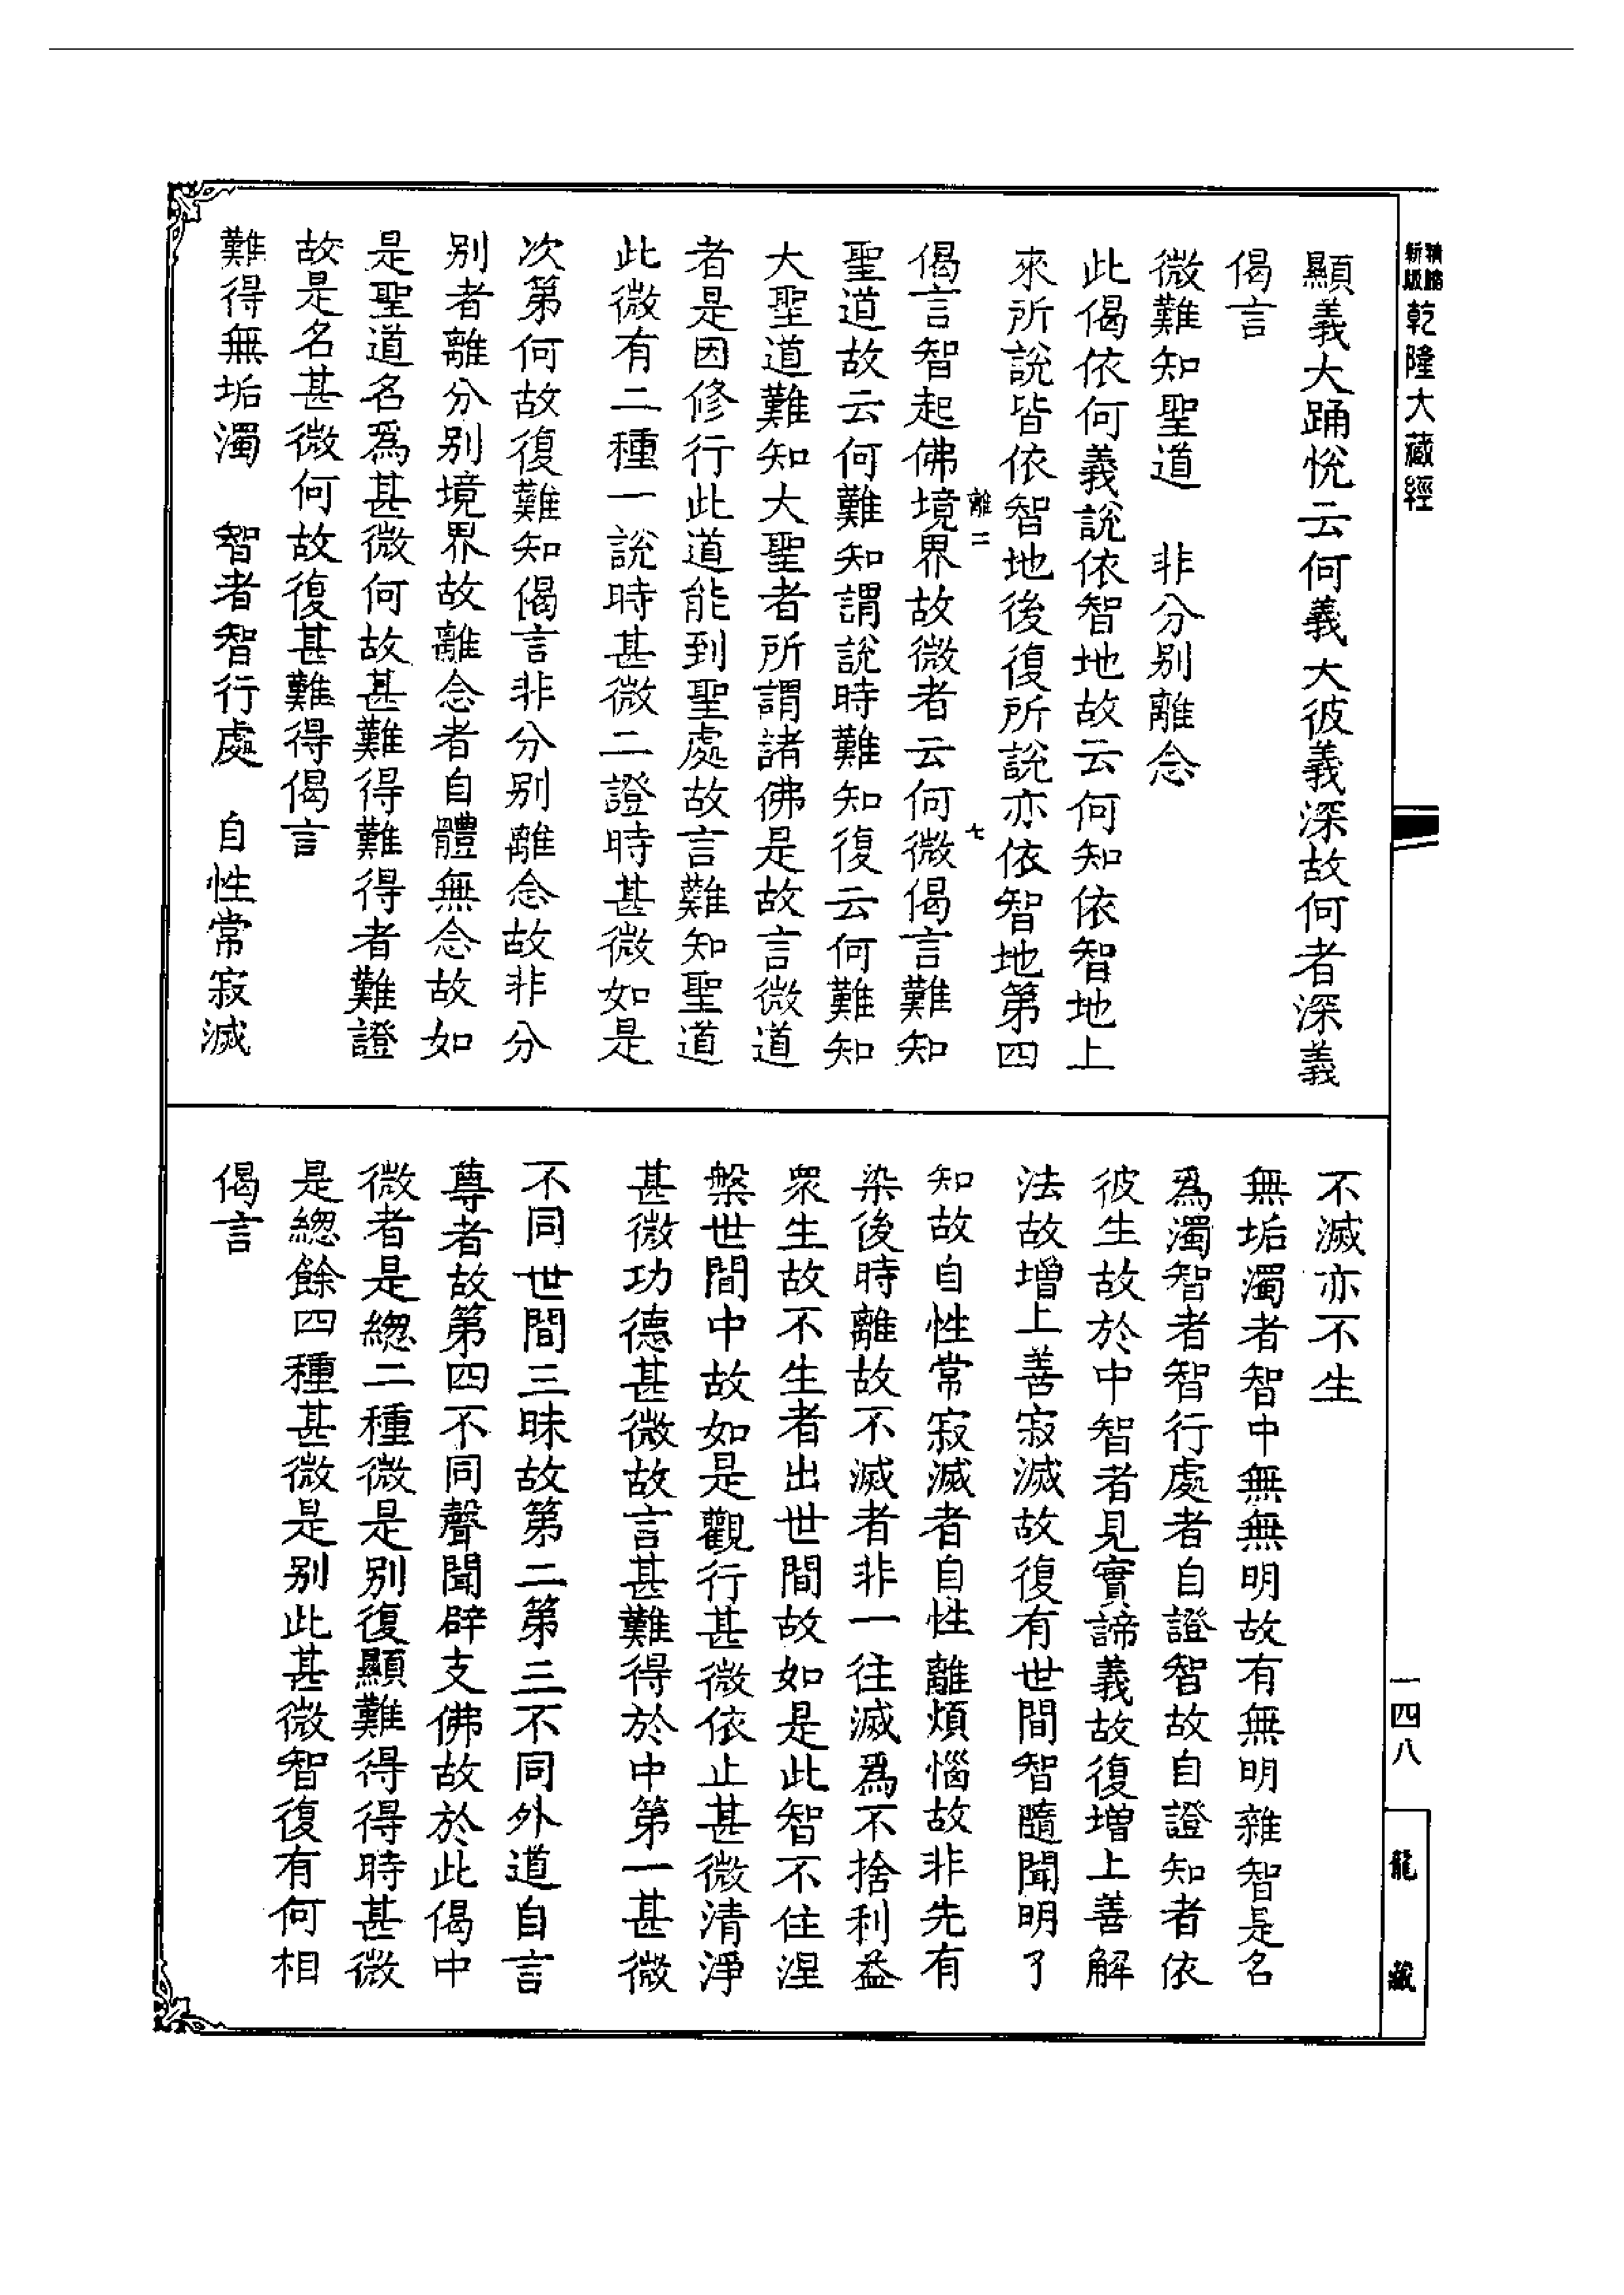 精縮
新版
乾隆大藏經
顯義大踊悅云何義大彼義深故何者深義
偈言
微難知聖道　非分別離念
此偈依何義說依智地故云何知依智地上
來所說皆依智地後復所說亦依智地第四
離二　七
偈言智起佛境界故微者云何微偈言難知
聖道故云何難知謂說時難知復云何難知
大聖道難知大聖者所謂諸佛是故言微道
者是因修行此道能到聖處故言難知聖道
此微有二種一說時甚微二證時甚微如是
次第何故復難知偈言非分別離念故非分
別者離分別境界故離念者自體無念故如
是聖道名爲甚微何故甚難得難得者難證
故是名甚微何故復甚難得偈言
難得無垢濁　智者智行處　自性常寂滅
不滅亦不生
無垢濁者智中無無明故有無明雜智是名
爲濁智者智行處者自證智故自證知者依
彼生故於中智者見實諦義故復增上善解
法故增上善寂滅故復有世間智隨聞明了
知故自性常寂滅者自性離煩惱故非先有
染後時離故不滅者非一往滅爲不捨利益
衆生故不生者出世間故如是此智不住涅
槃世間中故如是觀行甚微依止甚微清淨
甚微功德甚微故言甚難得於中第一甚微
不同世間三昧故第二第三不同外道自言
尊者故第四不同聲聞辟支佛故於此偈中
微者是緫二種微是別復顯難得得時甚微
是緫餘四種甚微是別此甚微智復有何相
偈言
一四八
龍藏